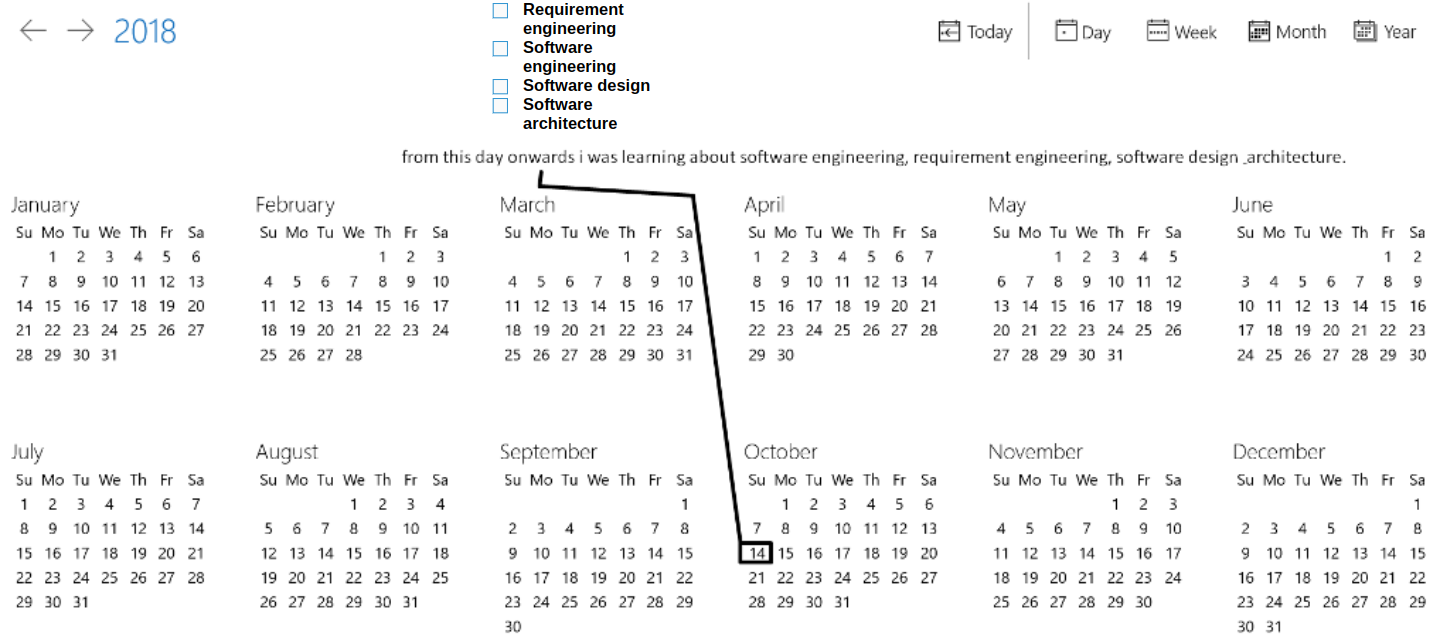 2018
Requirement
engineering
Software
engineering
Software design
Software
architecture
Today Day Week Month Year
from this day onwards i was learning about software engineering, requirement engineering, software design _architecture.
January
Su Mo Tu We Th Fr Sa
1 2 3 4 5 6
7 8 9 10 11 12 13
14 15 16 17 18 19 20
21 22 23 24 25 26 27
28 29 30 31
February
Su Mo Tu We Th Fr Sa
1 2 3
4 5 6 7 8 9 10
11 12 13 14 15 16 17
18 19 20 21 22 23 24
25 26 27 28
March
Su Mo Tu We Th Fr Sa
1 2 3
4 5 6 7 8 9 10
11 12 13 14 15 16 17
18 19 20 21 22 23 24
25 26 27 28 29 30 31
April
Su Mo Tu We Th Fr Sa
1 2 3 4 5 6 7
8 9 10 11 12 13 14
15 16 17 18 19 20 21
22 23 24 25 26 27 28
29 30
May
Su Mo Tu We Th Fr Sa
1 2 3 4 5
6 7 8 9 10 11 12
13 14 15 16 17 18 19
20 21 22 23 24 25 26
27 28 29 30 31
June
Su Mo Tu We Th Fr Sa
1 2
3 4 5 6 7 8 9
10 11 12 13 14 15 16
17 18 19 20 21 22 23
24 25 26 27 28 29 30
July
Su Mo Tu We Th Fr Sa
1 2 3 4 5 6 7
8 9 10 11 12 13 14
15 16 17 18 19 20 21
22 23 24 25 26 27 28
29 30 31
August
Su Mo Tu We Th Fr Sa
1 2 3 4
5 6 7 8 9 10 11
12 13 14 15 16 17 18
19 20 21 22 23 24 25
26 27 28 29 30 31
September
Su Mo Tu We Th Fr Sa
1
2 3 4 5 6 7 8
9 10 11 12 13 14 15
16 17 18 19 20 21 22
23 24 25 26 27 28 29
30
October
Su Mo Tu We Th Fr Sa
1 2 3 4 5 6
7 8 9 10 11 12 13
14 15 16 17 18 19 20
21 22 23 24 25 26 27
28 29 30 31
November
Su Mo Tu We Th Fr Sa
1 2 3
4 5 6 7 8 9 10
11 12 13 14 15 16 17
18 19 20 21 22 23 24
25 26 27 28 29 30
December
Su Mo Tu We Th Fr Sa
1
2 3 4 5 6 7 8
9 10 11 12 13 14 15
16 17 18 19 20 21 22
23 24 25 26 27 28 29
30 31